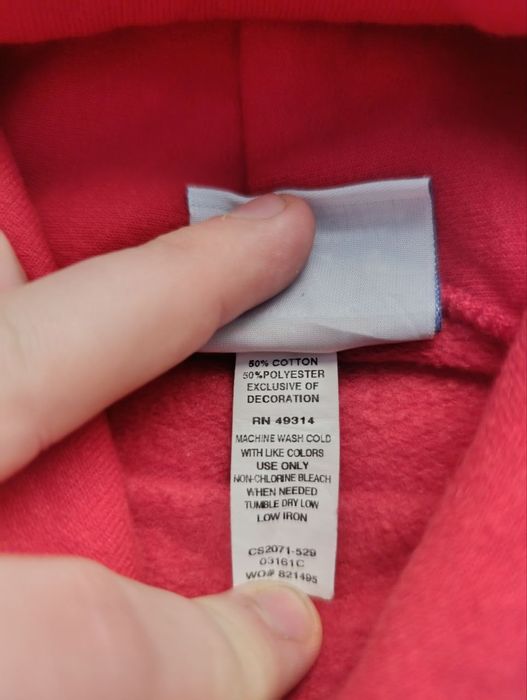 50% COTTON
50%POLYESTER
EXCLUSIVE OF
DECORATION
RN 49314
MACHINE WASH COLD
WITH LIKE COLORS
USE ONLY
NON-CHLORINE BLEACH
WHEN NEEDED
TUMBLE DRY LOW
LOW IRON
CS2071-529
03161C
WO# 821495